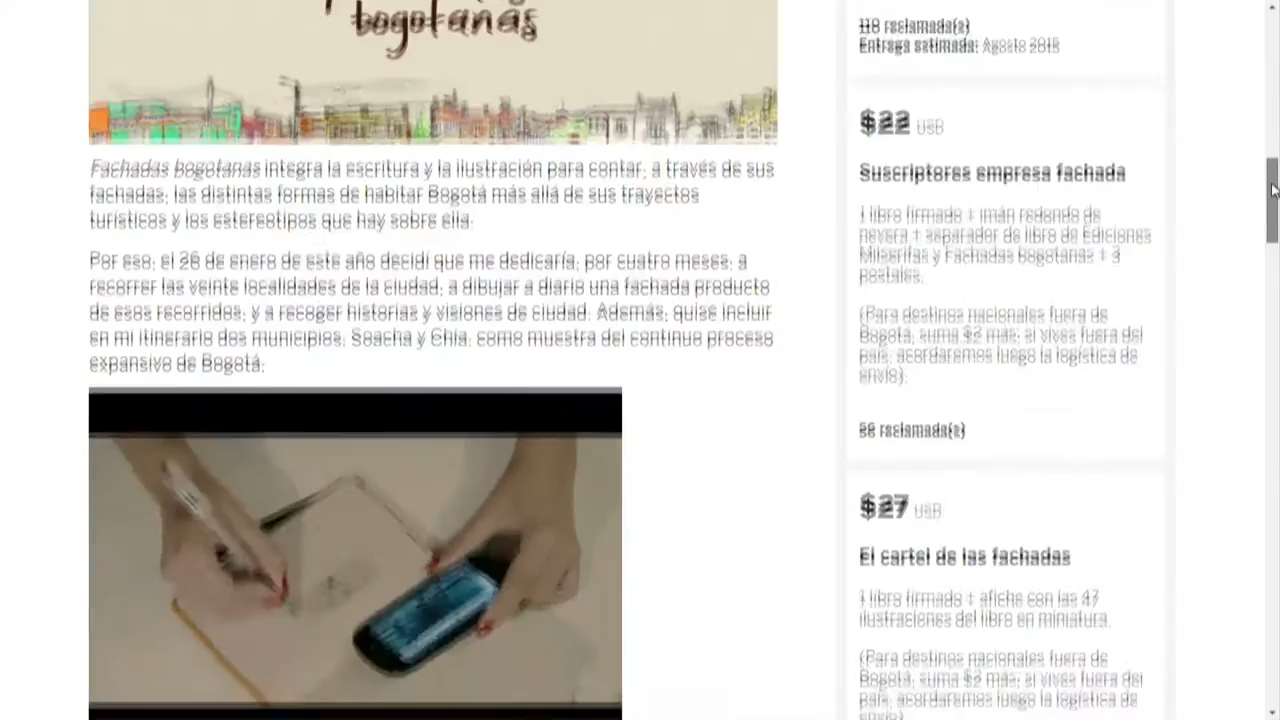 bogotanas
Fachadas bogotanas integra la escritura y la ilustración para contar, a través de sus
fachadas, las distintas formas de habitar Bogotá más allá de sus trayectos
turísticos y los estereotipos que hay sobre ella.
Por eso, el 26 de enero de este año decidí que me dedicaría, por cuatro meses, a
recorrer las veinte localidades de la ciudad, a dibujar a diario una fachada producto
de esos recorridos, y a recoger historias y visiones de ciudad. Además, quise incluir
en mi itinerario dos municipios, Soacha y Chía, como muestra del continuo proceso
expansivo de Bogotá.
reclamada(s)
Entrega estimada: Agosto 2015
$22 USD
Suscriptores empresa fachada
1 libro firmado + imán redondo de
nevera + separador de libro de Ediciones
Milserifas y Fachadas bogotanas + 3
postales.
(Para destinos nacionales fuera de
Bogotá, suma $2 más; si vives fuera del
país, acordaremos luego la logística de
envío).
reclamada(s)
$27 USD
El cartel de las fachadas
1 libro firmado + afiche con las 47
ilustraciones del libro en miniatura.
(Para destinos nacionales fuera de
Bogotá, suma $2 más; si vives fuera del
país, acordaremos luego la logística de
envío)